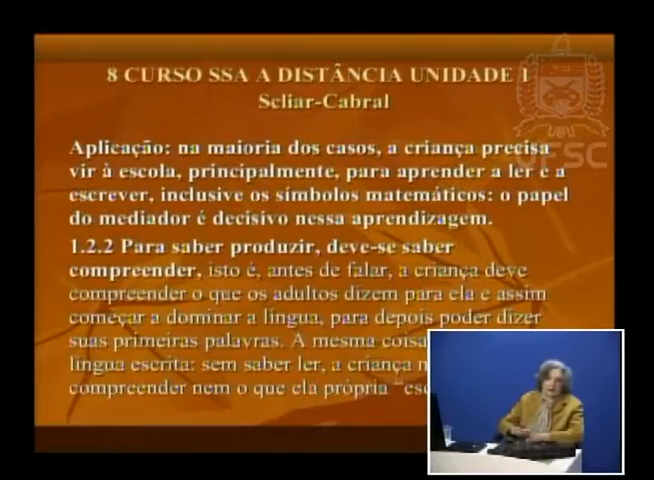 8 CURSO SSA A DISTÂNCIA UNIDADE 1
Scliar-Cabral
UFSC
Aplicação: na maioria dos casos, a criança precisa
vir à escola, principalmente, para aprender a ler e a
escrever, inclusive os símbolos matemáticos: o papel
do mediador é decisivo nessa aprendizagem.
1.2.2 Para saber produzir, deve-se saber
compreender, isto é, antes de falar, a criança deve
compreender o que os adultos dizem para ela e assim
começar a dominar a língua, para depois poder dizer
suas primeiras palavras. A mesma coisa
língua escrita: sem saber ler, a criança
compreender nem o que ela própria